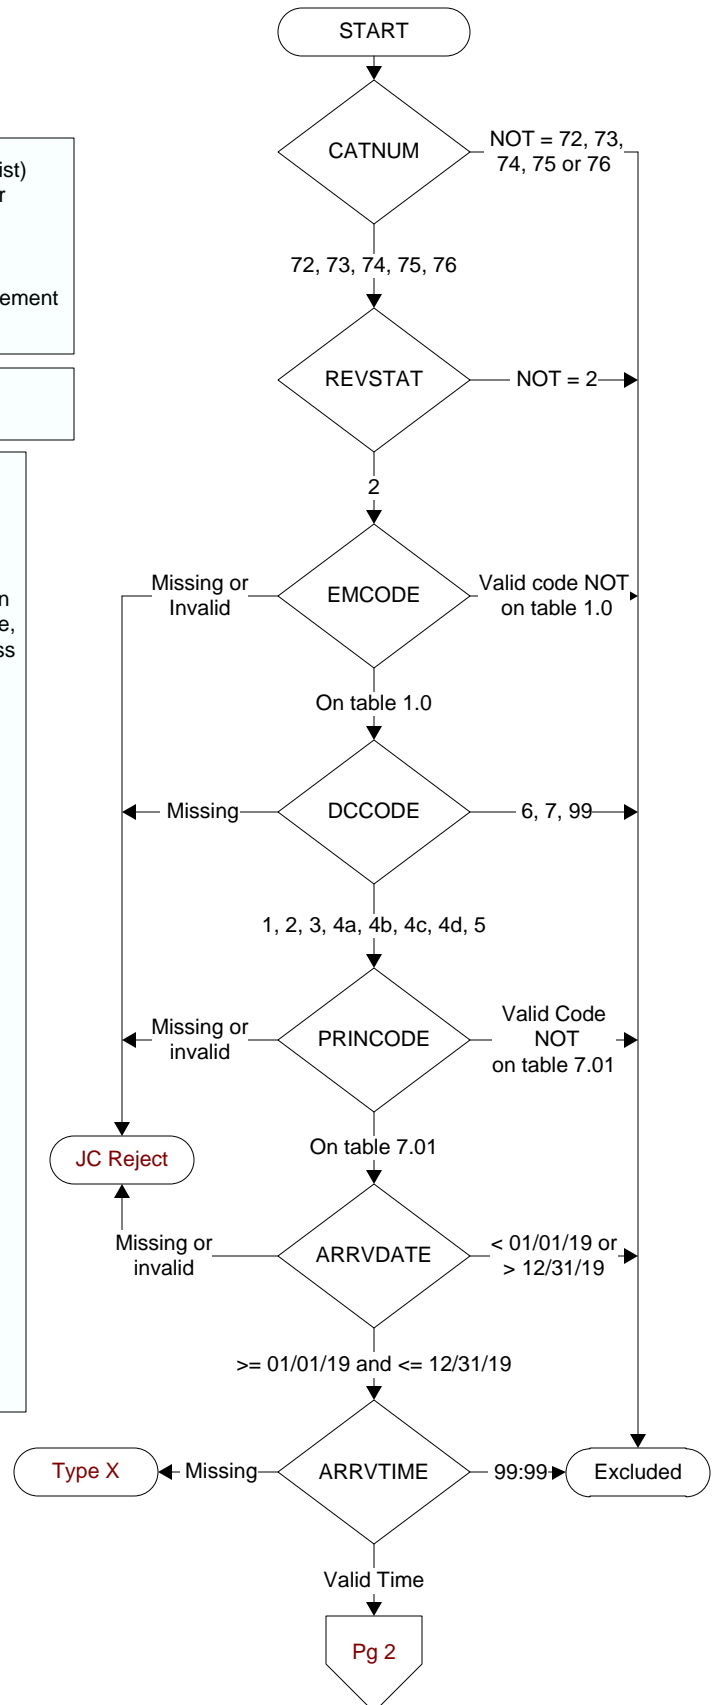 START
ist)
r
ement
n
e,
ss
CATNUM
NOT = 72, 73,
74, 75 or 76
72, 73, 74, 75, 76
REVSTAT
NOT = 2
2
Missing or
Invalid
EMCODE
Valid code NOT
on table 1.0
On table 1.0
Missing
DCCODE
6, 7, 99
1, 2, 3, 4a, 4b, 4c, 4d, 5
Missing or
invalid
PRINCODE
Valid Code
NOT
on table 7.01
On table 7.01
JC Reject
Missing or
invalid
ARRVDATE
< 01/01/19 or
> 12/31/19
>= 01/01/19 and <= 12/31/19
Type X
Missing
ARRVTIME
99:99
Excluded
Valid Time
Pg 2